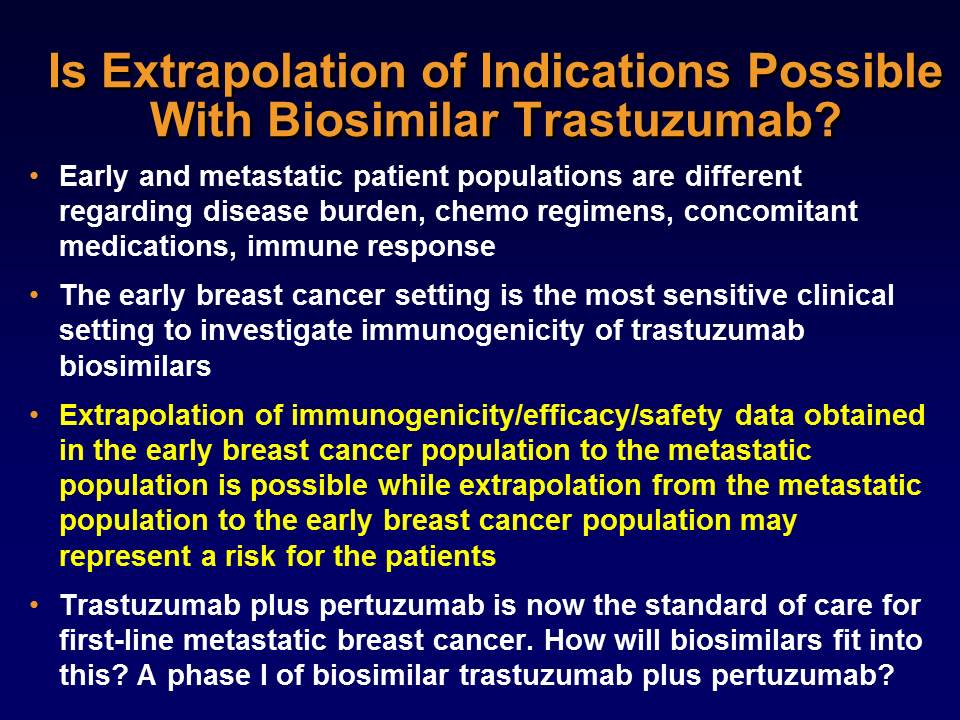 Is Extrapolation of Indications Possible
With Biosimilar Trastuzumab?
• Early and metastatic patient populations are different
regarding disease burden, chemo regimens, concomitant
medications, immune response
• The early breast cancer setting is the most sensitive clinical
setting to investigate immunogenicity of trastuzumab
biosimilars
• Extrapolation of immunogenicity/efficacy/safety data obtained
in the early breast cancer population to the metastatic
population is possible while extrapolation from the metastatic
population to the early breast cancer population may
represent a risk for the patients
• Trastuzumab plus pertuzumab is now the standard of care for
first-line metastatic breast cancer. How will biosimilars fit into
this? A phase I of biosimilar trastuzumab plus pertuzumab?